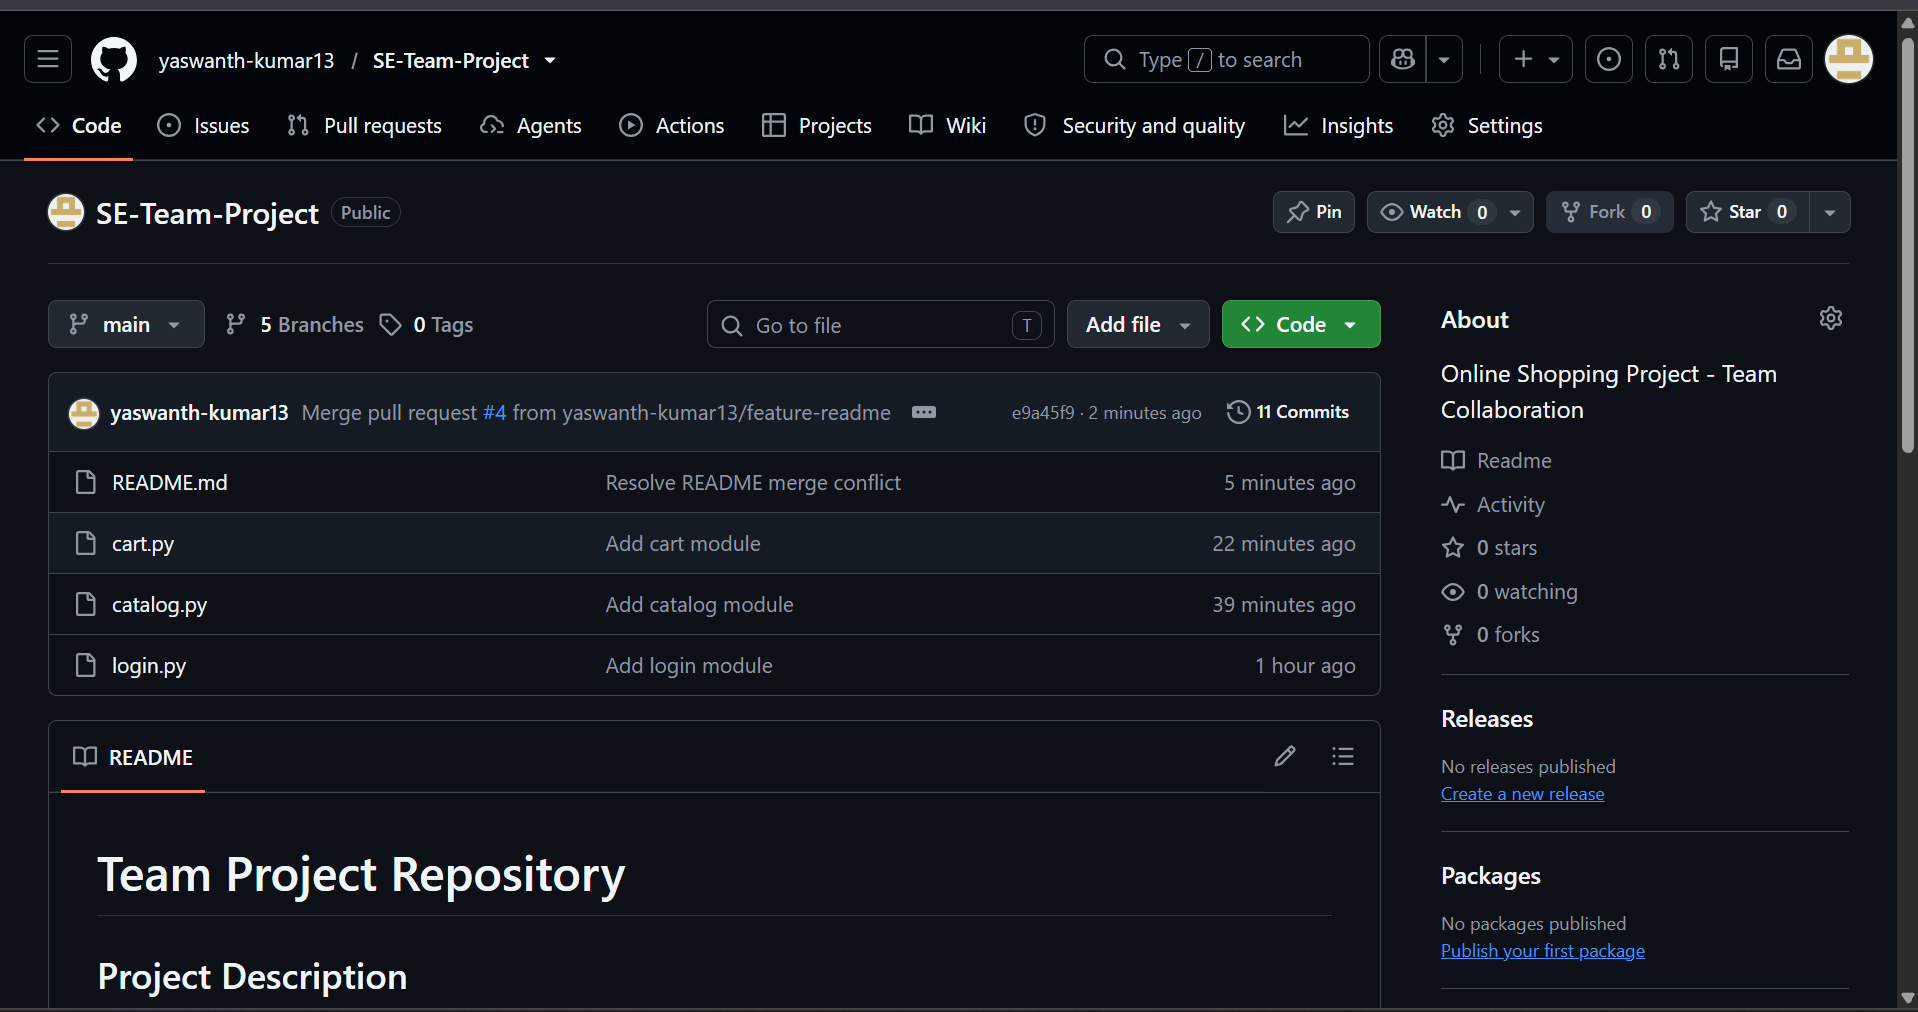 yaswanth-kumar13 / SE-Team-Project
Type / to search
Code Issues Pull requests Agents Actions Projects Wiki Security and quality Insights Settings
SE-Team-Project Public
Pin Watch 0 Fork 0 Star 0
main 5 Branches 0 Tags
Go to file T
Add file
Code
yaswanth-kumar13 Merge pull request #4 from yaswanth-kumar13/feature-readme e9a45f9 · 2 minutes ago 11 Commits
README.md Resolve README merge conflict 5 minutes ago
cart.py Add cart module 22 minutes ago
catalog.py Add catalog module 39 minutes ago
login.py Add login module 1 hour ago
README
Team Project Repository
Project Description
About
Online Shopping Project - Team
Collaboration
Readme
Activity
0 stars
0 watching
0 forks
Releases
No releases published
Create a new release
Packages
No packages published
Publish your first package